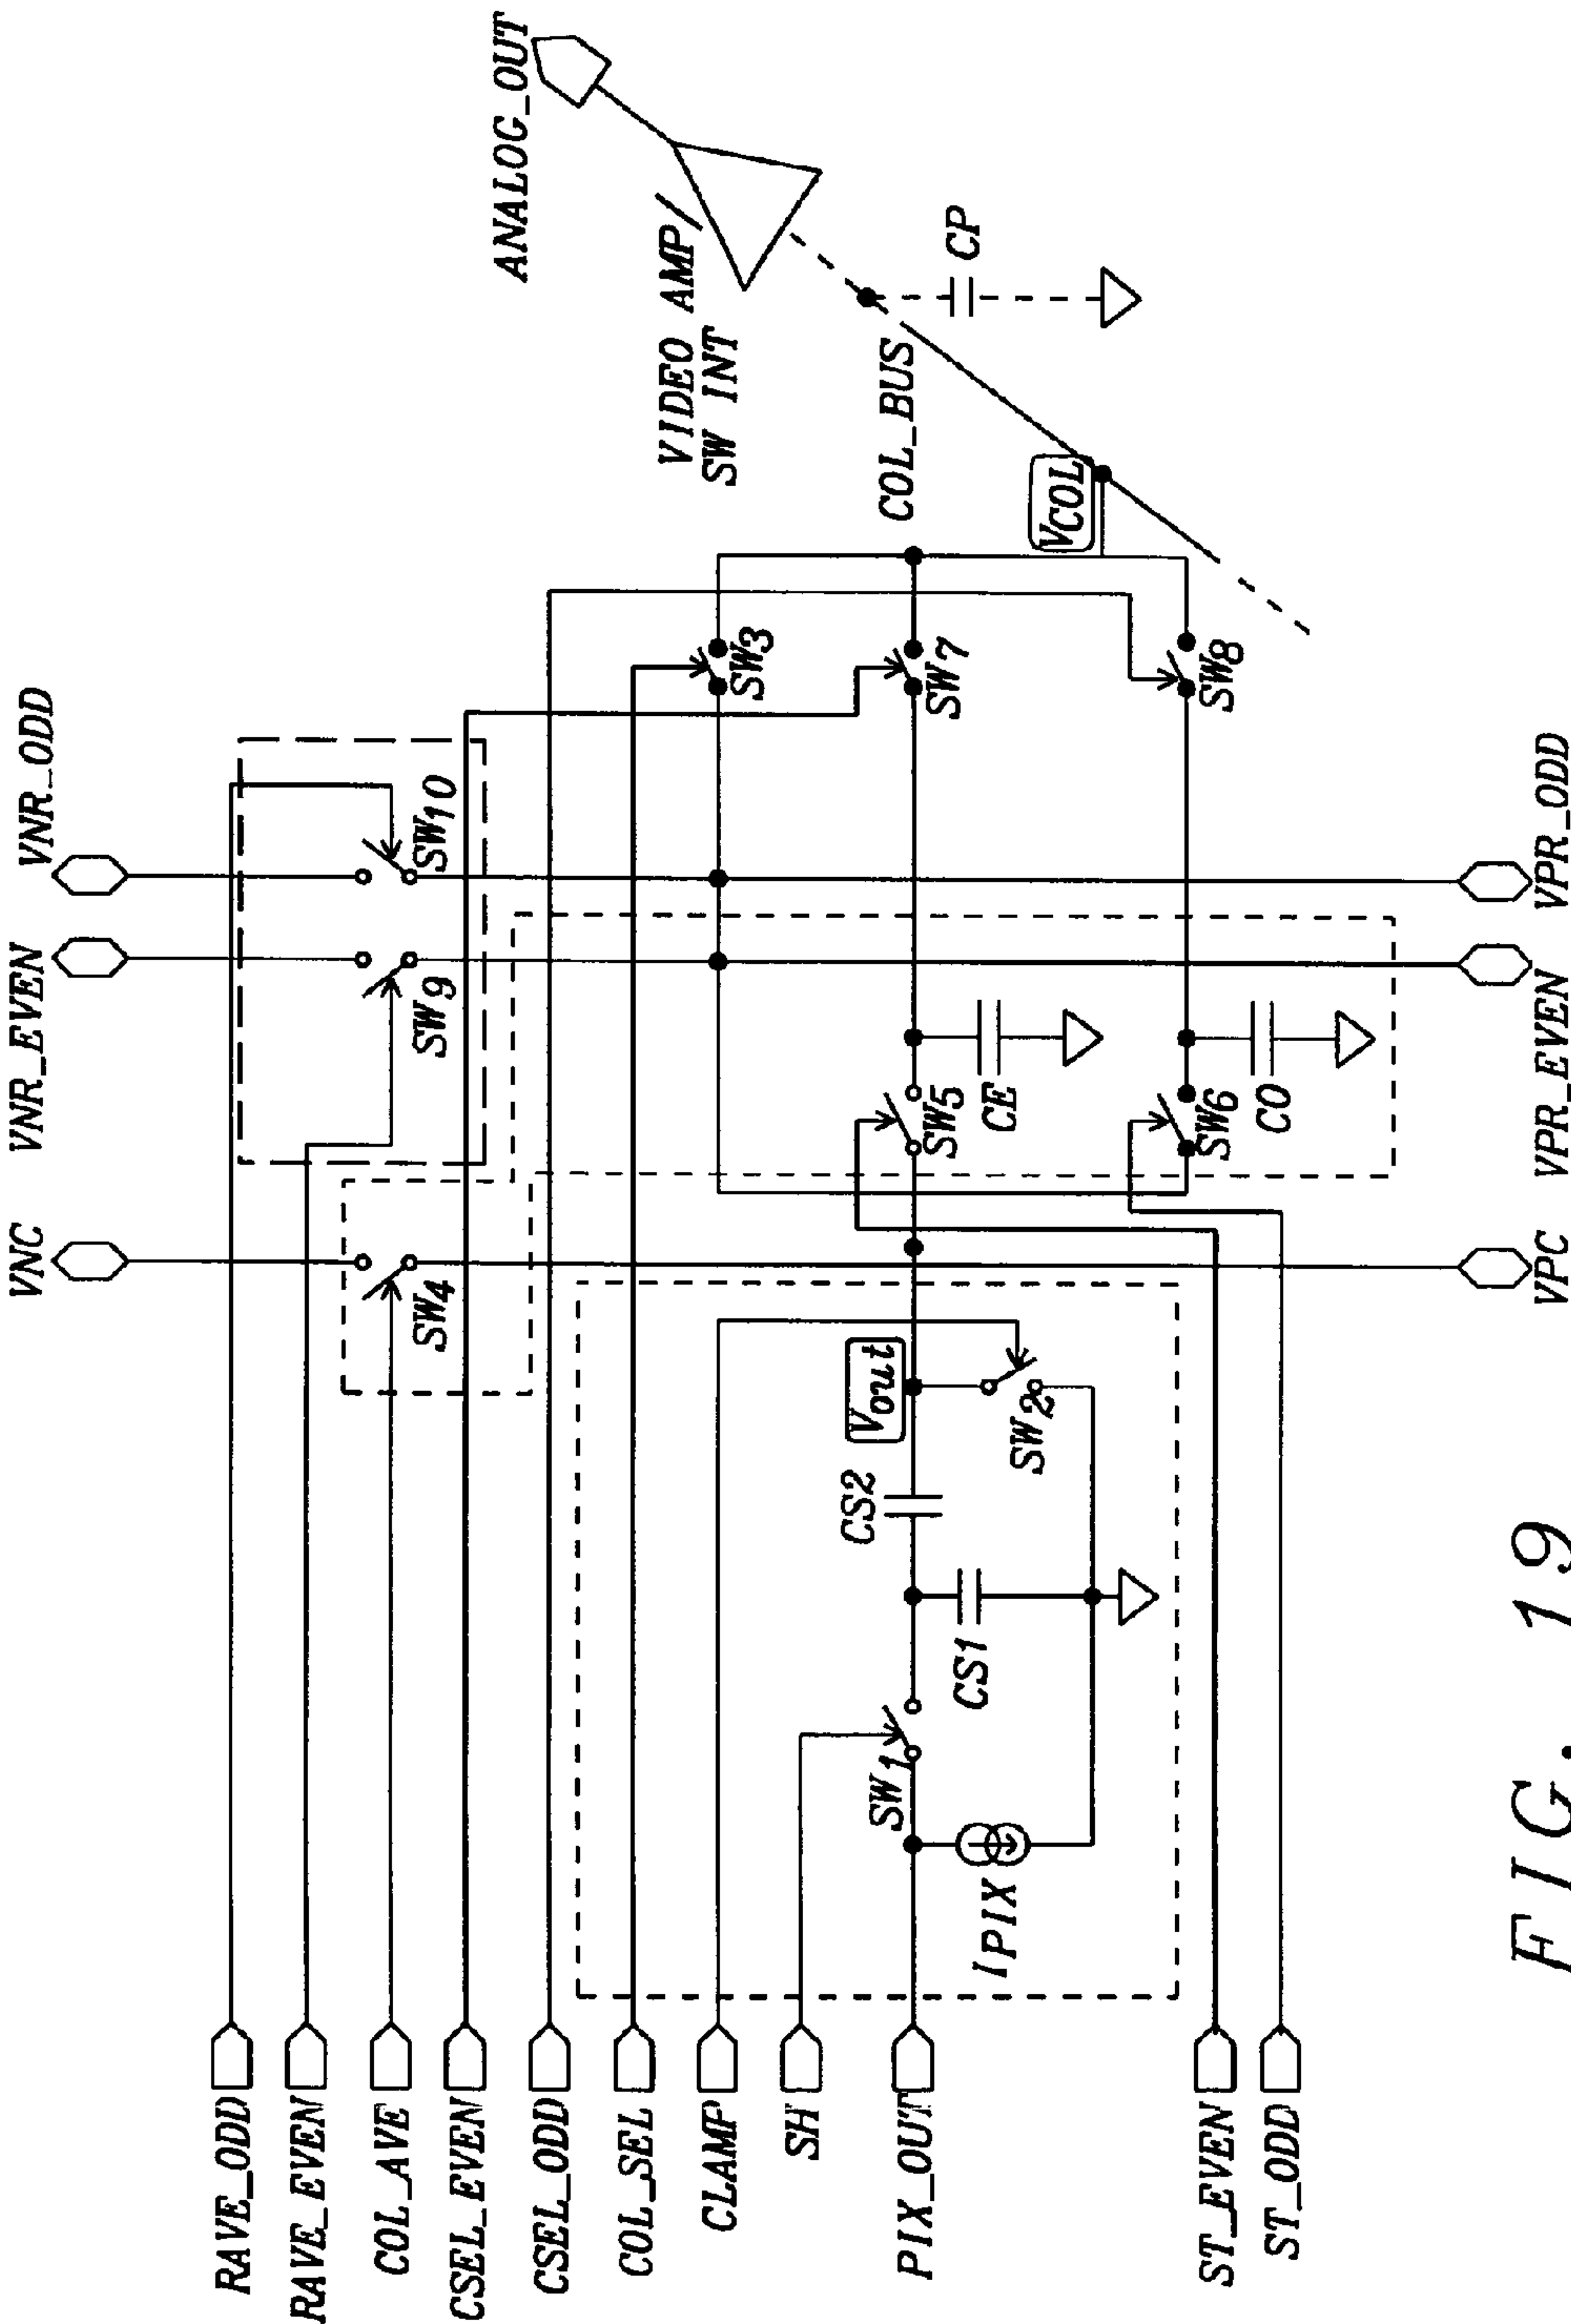 VNC
VNR_EVEN
VNR_ODD
RAVE_ODD
RAVE_EVEN
COL_AVE
CSEL_EVEN
CSEL_ODD
COL_SEL
CLAMP
SH
PIX_OUT
ST_EVEN
ST_ODD
SW4
SW9
SW10
SW1
IPIX
CS1
CS2
Vout
SW2
SW5
CE
SW6
CO
SW3
SW7
SW8
VCOL
COL_BUS
CP
VIDEO AMP/
SW INT
ANALOG_OUT
VPC
VPR_EVEN
VPR_ODD
FIG. 19